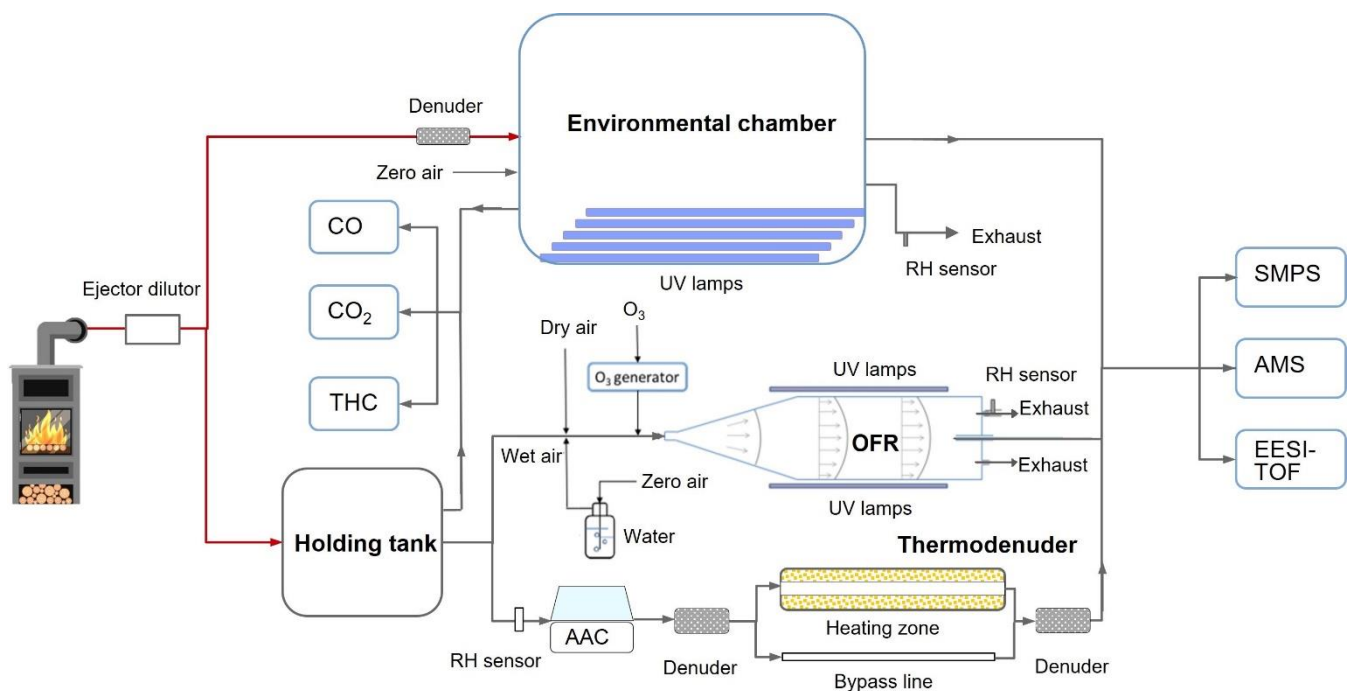 Denuder
Environmental chamber
Zero air
CO
Exhaust
RH sensor
UV lamps
Ejector dilutor
CO₂
SMPS
O₃
Dry air
O₃ generator
UV lamps
RH sensor
Exhaust
AMS
THC
OFR
Wet air
Exhaust
EESI-
TOF
Zero air
UV lamps
Water
Holding tank
Thermodenuder
Heating zone
AAC
RH sensor
Denuder
Bypass line
Denuder